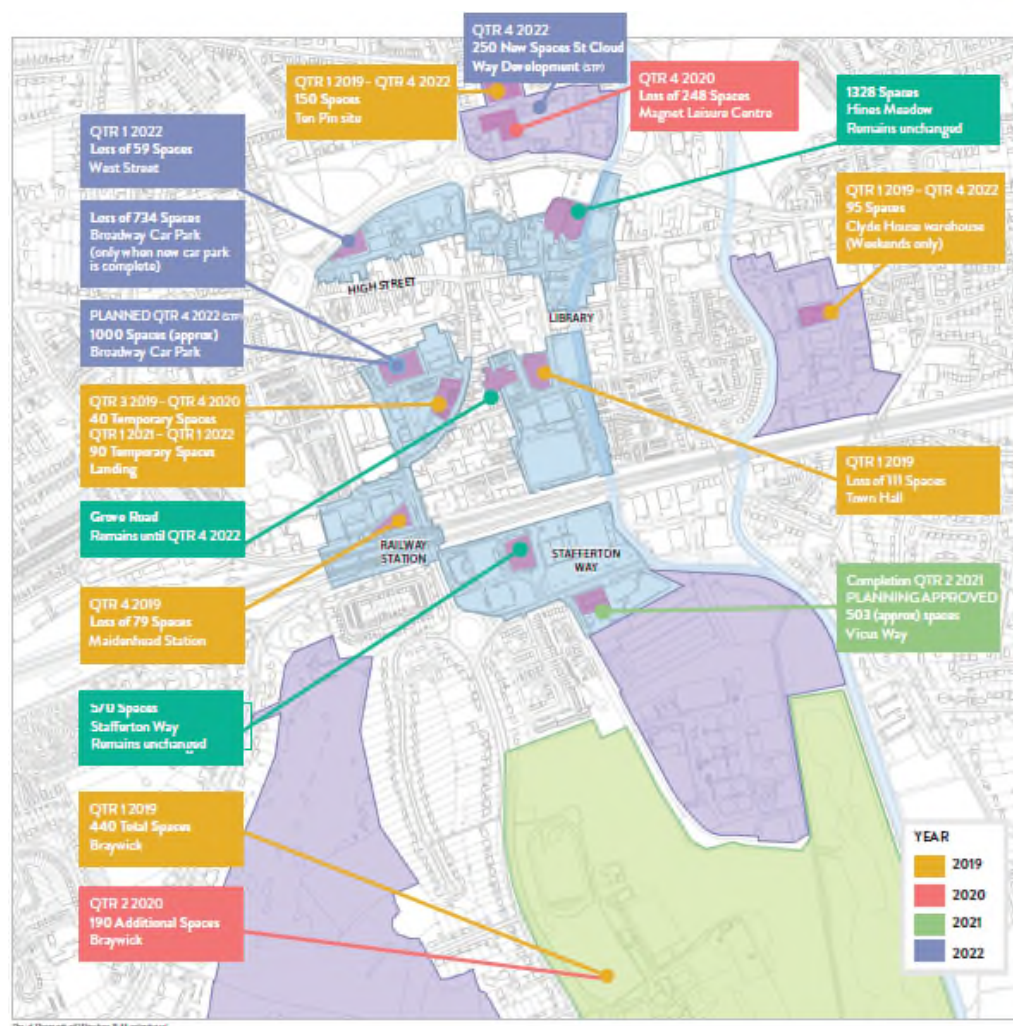 QTR 4 2022
250 New Spaces St Cloud
Way Development (STP)
QTR 1 2019 – QTR 4 2022
150 Spaces
Ten Pin site
QTR 4 2020
Loss of 248 Spaces
Magnet Leisure Centre
1328 Spaces
Hines Meadow
Remains unchanged
QTR 1 2022
Loss of 59 Spaces
West Street
QTR 1 2019 – QTR 4 2022
95 Spaces
Clyde House warehouse
(Weekends only)
Loss of 734 Spaces
Broadway Car Park
(only when new car park
is complete)
HIGH STREET
LIBRARY
PLANNED QTR 4 2022 (STP)
1000 Spaces (approx)
Broadway Car Park
QTR 3 2019 – QTR 4 2020
40 Temporary Spaces
QTR 1 2021 – QTR 1 2022
90 Temporary Spaces
Landing
QTR 1 2019
Loss of 111 Spaces
Town Hall
Grove Road
Remains until QTR 4 2022
RAILWAY
STATION
STAFFERTON
WAY
QTR 4 2019
Loss of 79 Spaces
Maidenhead Station
Completion QTR 2 2021
PLANNING APPROVED
503 (approx) spaces
Vicus Way
570 Spaces
Stafferton Way
Remains unchanged
QTR 1 2019
440 Total Spaces
Braywick
QTR 2 2020
190 Additional Spaces
Braywick
YEAR
2019
2020
2021
2022